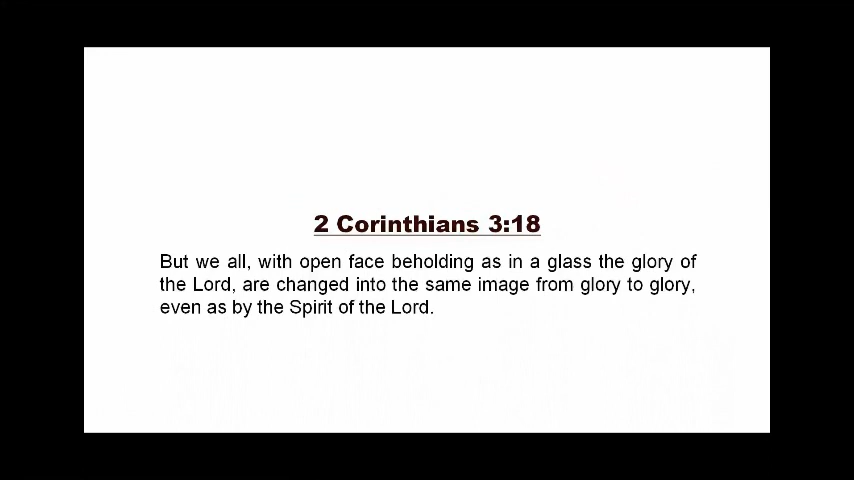 2 Corinthians 3:18
But we all, with open face beholding as in a glass the glory of
the Lord, are changed into the same image from glory to glory,
even as by the Spirit of the Lord.